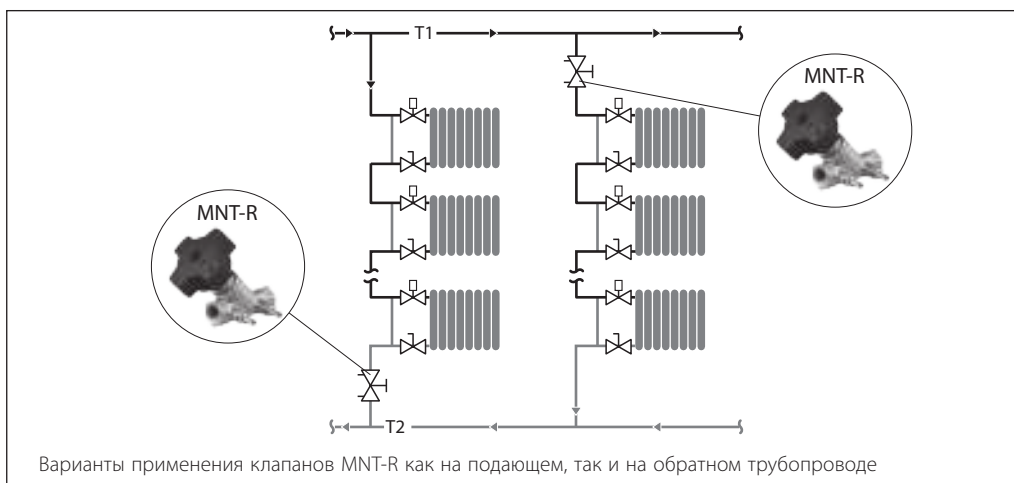 T1
MNT-R
MNT-R
T2
Варианты применения клапанов MNT-R как на подающем, так и на обратном трубопроводе